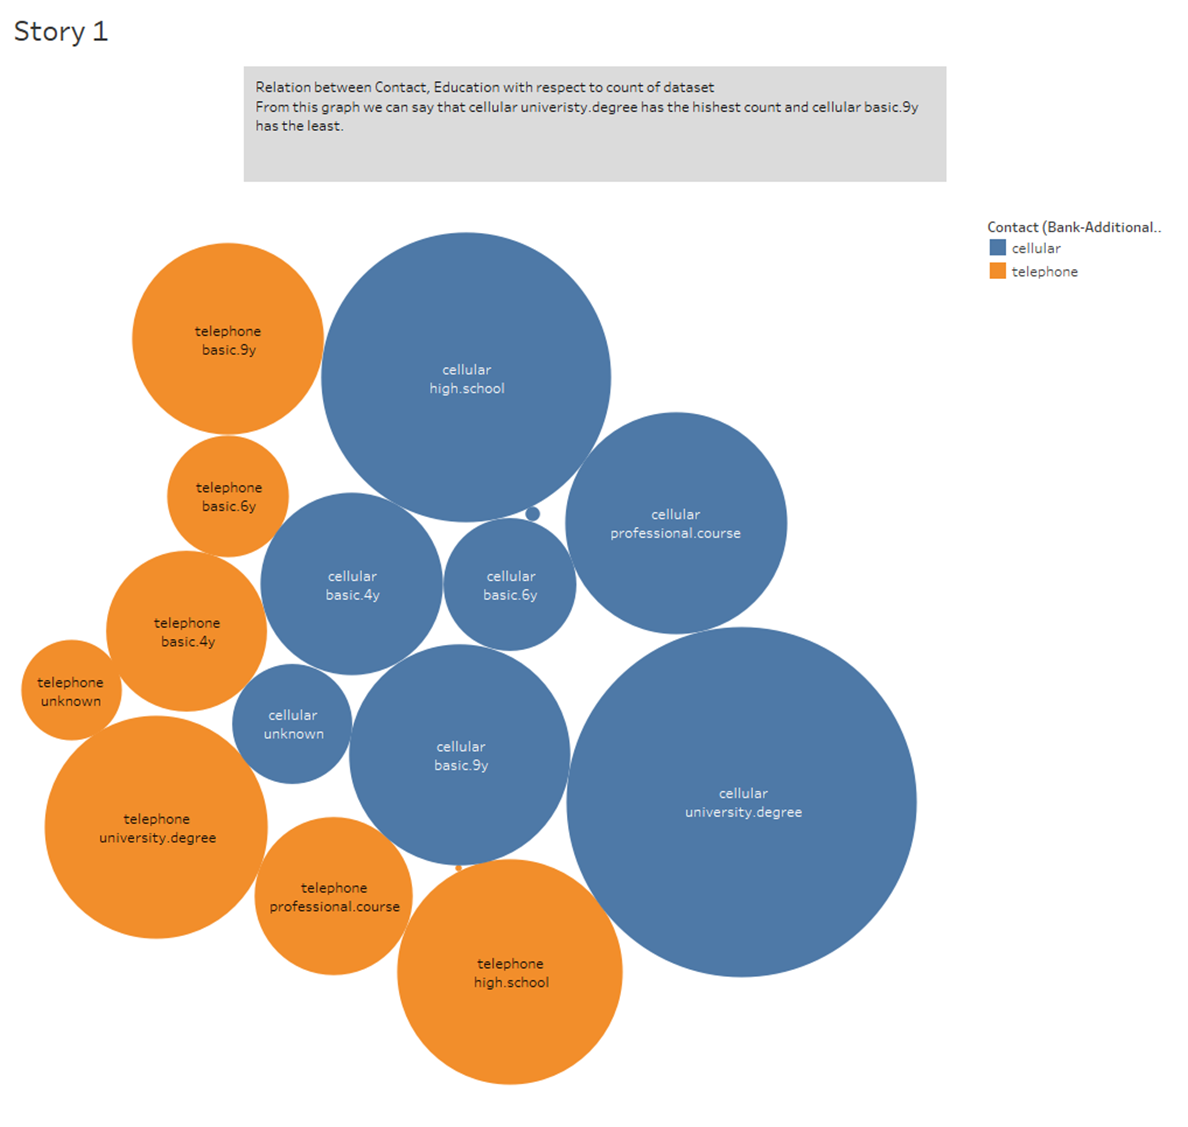 Story 1
Relation between Contact, Education with respect to count of dataset
From this graph we can say that cellular univeristy.degree has the hishest count and cellular basic.9y
has the least.
Contact (Bank-Additional..
cellular
telephone
telephone
basic.9y
cellular
high.school
telephone
basic.6y
cellular
professional.course
cellular
basic.4y
cellular
basic.6y
telephone
basic.4y
telephone
unknown
cellular
unknown
cellular
basic.9y
cellular
university.degree
telephone
university.degree
telephone
professional.course
telephone
high.school